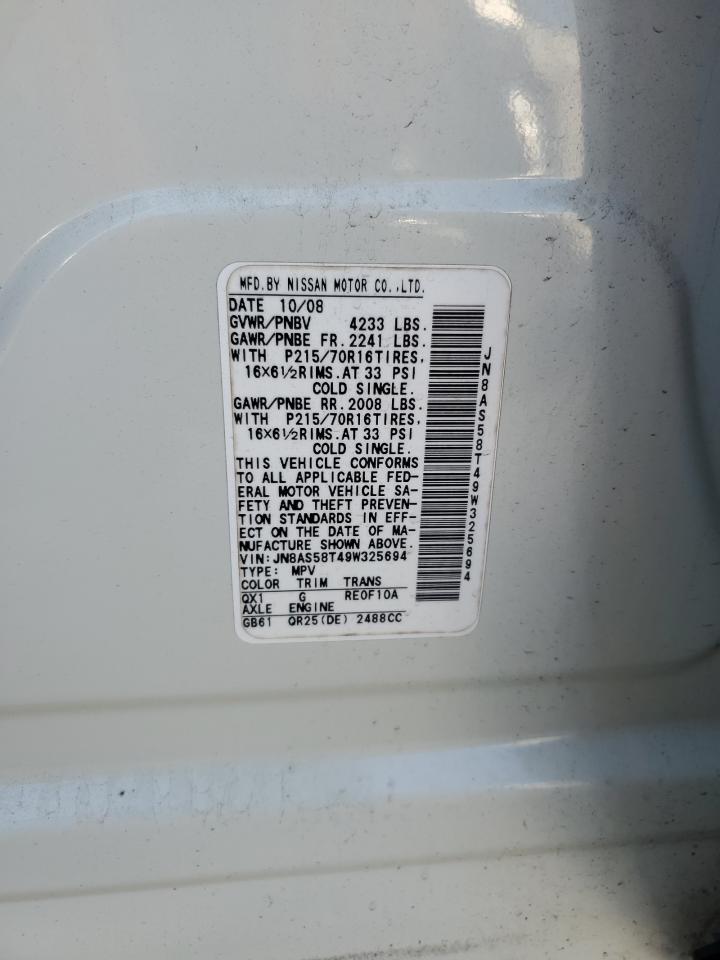 MFD.BY NISSAN MOTOR CO.,LTD.
DATE 10/08
GVWR/PNBV 4233 LBS.
GAWR/PNBE FR.2241 LBS.
WITH P215/70R16TIRES,
16X6½RIMS.AT 33 PSI
COLD SINGLE.
GAWR/PNBE RR.2008 LBS.
WITH P215/70R16TIRES,
16X6½RIMS.AT 33 PSI
COLD SINGLE.
THIS VEHICLE CONFORMS
TO ALL APPLICABLE FED-
ERAL MOTOR VEHICLE SA-
FETY AND THEFT PREVEN-
TION STANDARDS IN EFF-
ECT ON THE DATE OF MA-
NUFACTURE SHOWN ABOVE.
VIN:JN8AS58T49W325694
TYPE: MPV
COLOR TRIM TRANS
QX1 G RE0F10A
AXLE ENGINE
GB61 QR25(DE) 2488CC
JN8AS58T49W325694